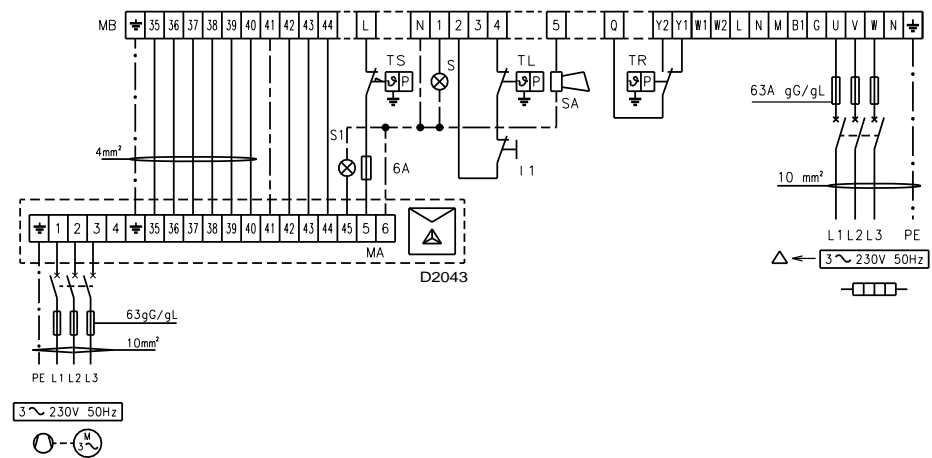 MB 35 36 37 38 39 40 41 42 43 44 L N 1 2 3 4 5 Q Y2 Y1 W1 W2 L N M B1 G U V W N
TS S TL TR
ϑ P ϑ P ϑ P
SA
63A gG/gL
S1
6A
I1
4mm²
10 mm²
L1 L2 L3 PE
3 230V 50Hz
1 2 3 4 35 36 37 38 39 40 41 42 43 44 45 5 6
MA
D2043
63gG/gL
10mm²
PE L1 L2 L3
3 230V 50Hz
M
3